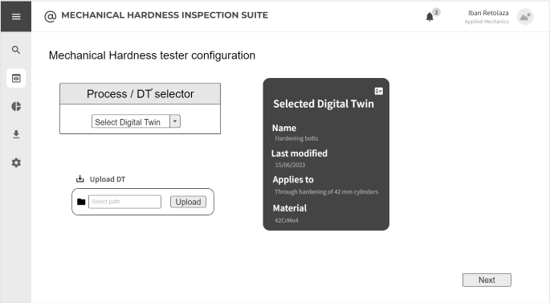 @ MECHANICAL HARDNESS INSPECTION SUITE
2
Iban Retolaza
Applied Mechanics
Mechanical Hardness tester configuration
Process / DT selector
Select Digital Twin
Upload DT
Select path
Upload
Selected Digital Twin
Name
Hardening bolts
Last modified
15/06/2023
Applies to
Through hardening of 42 mm cylinders
Material
42CrMo4
Next